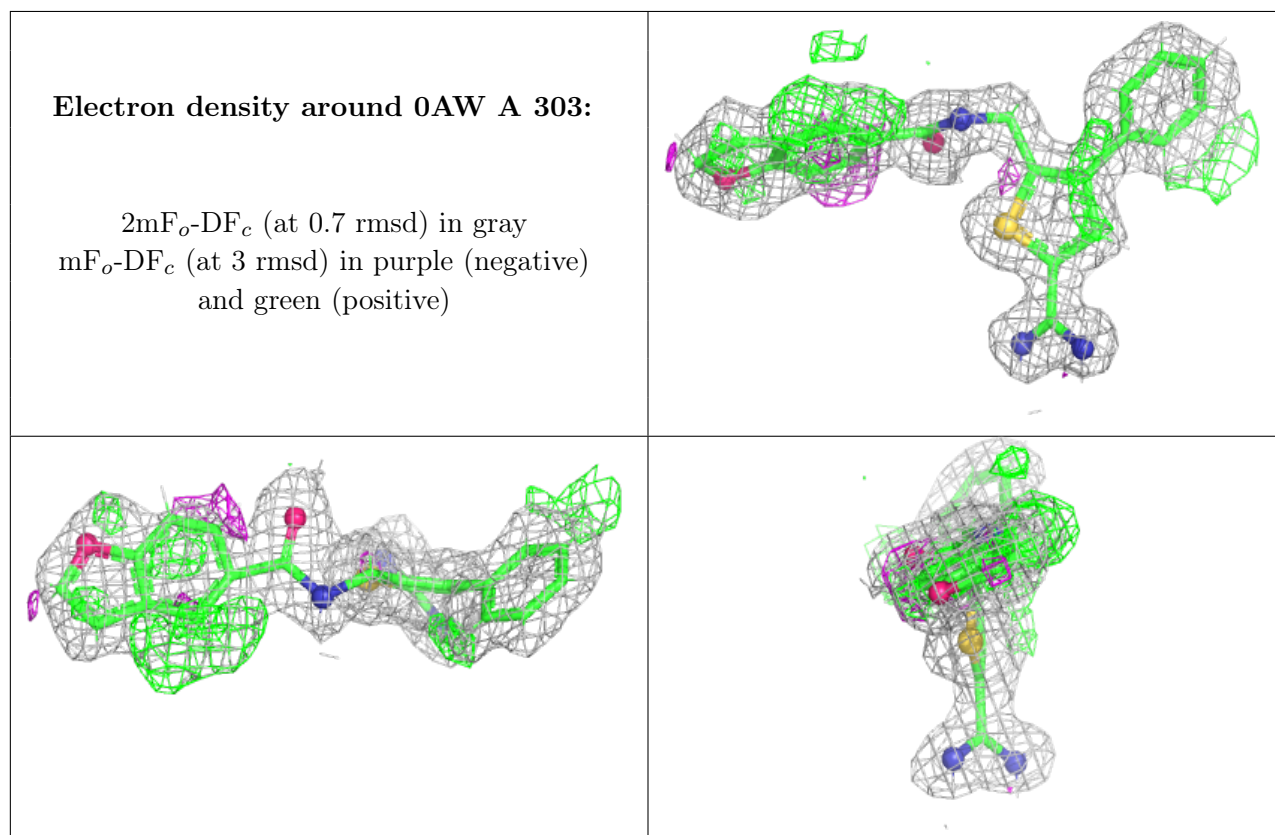 Electron density around 0AW A 303:
2mFo-DFc (at 0.7 rmsd) in gray
mFo-DFc (at 3 rmsd) in purple (negative)
and green (positive)